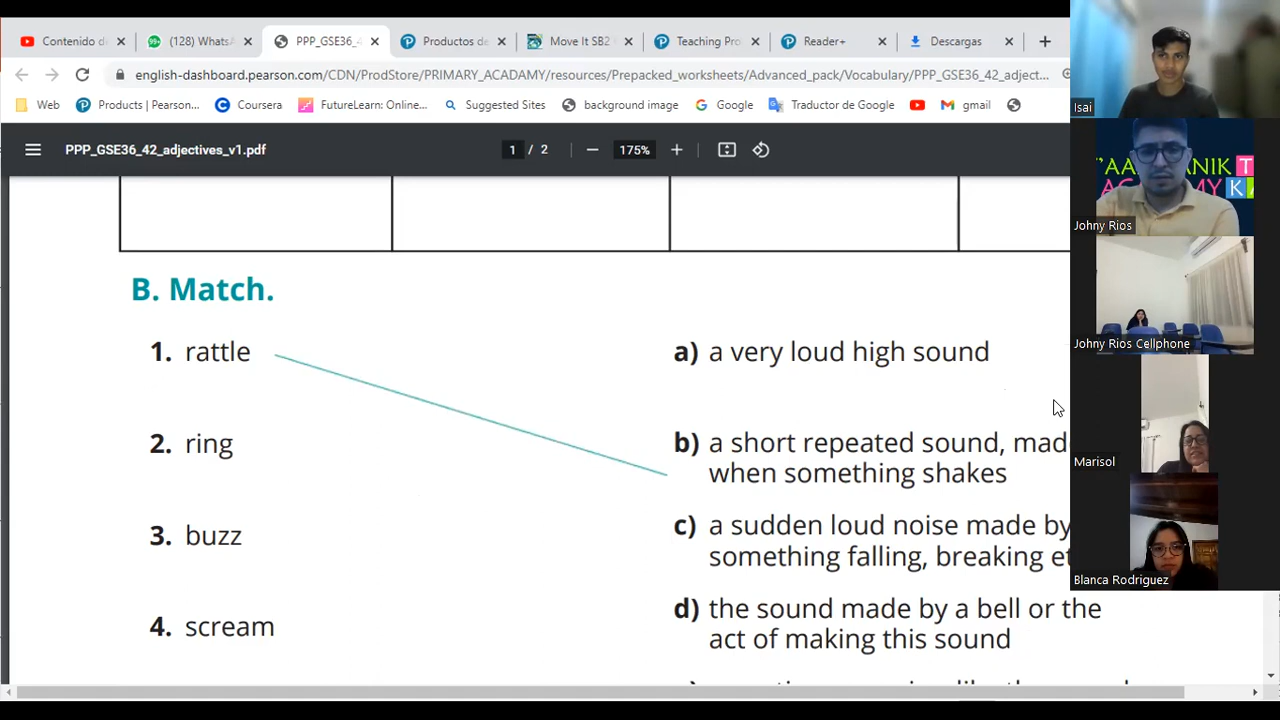 Contenido d
(128) Whats
PPP_GSE36_4
Productos de
Move It SB2
Teaching Pro
Reader+
Descargas
english-dashboard.pearson.com/CDN/ProdStore/PRIMARY_ACADAMY/resources/Prepacked_worksheets/Advanced_pack/Vocabulary/PPP_GSE36_42_adject...
Web
Products | Pearson...
Coursera
FutureLearn: Online...
Suggested Sites
background image
Google
Traductor de Google
gmail
PPP_GSE36_42_adjectives_v1.pdf
1 / 2
175%
B. Match.
1. rattle
2. ring
3. buzz
4. scream
a) a very loud high sound
b) a short repeated sound, mad
when something shakes
c) a sudden loud noise made by
something falling, breaking et
d) the sound made by a bell or the
act of making this sound
Isai
Johny Rios
Johny Rios Cellphone
Marisol
Blanca Rodriguez